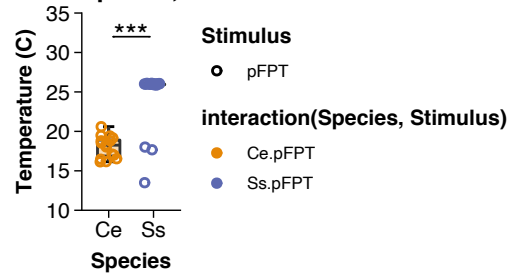 35
***
30
25
20
15
10
Temperature (C)
Ce Ss
Species
Stimulus
pFPT
interaction(Species, Stimulus)
Ce.pFPT
Ss.pFPT